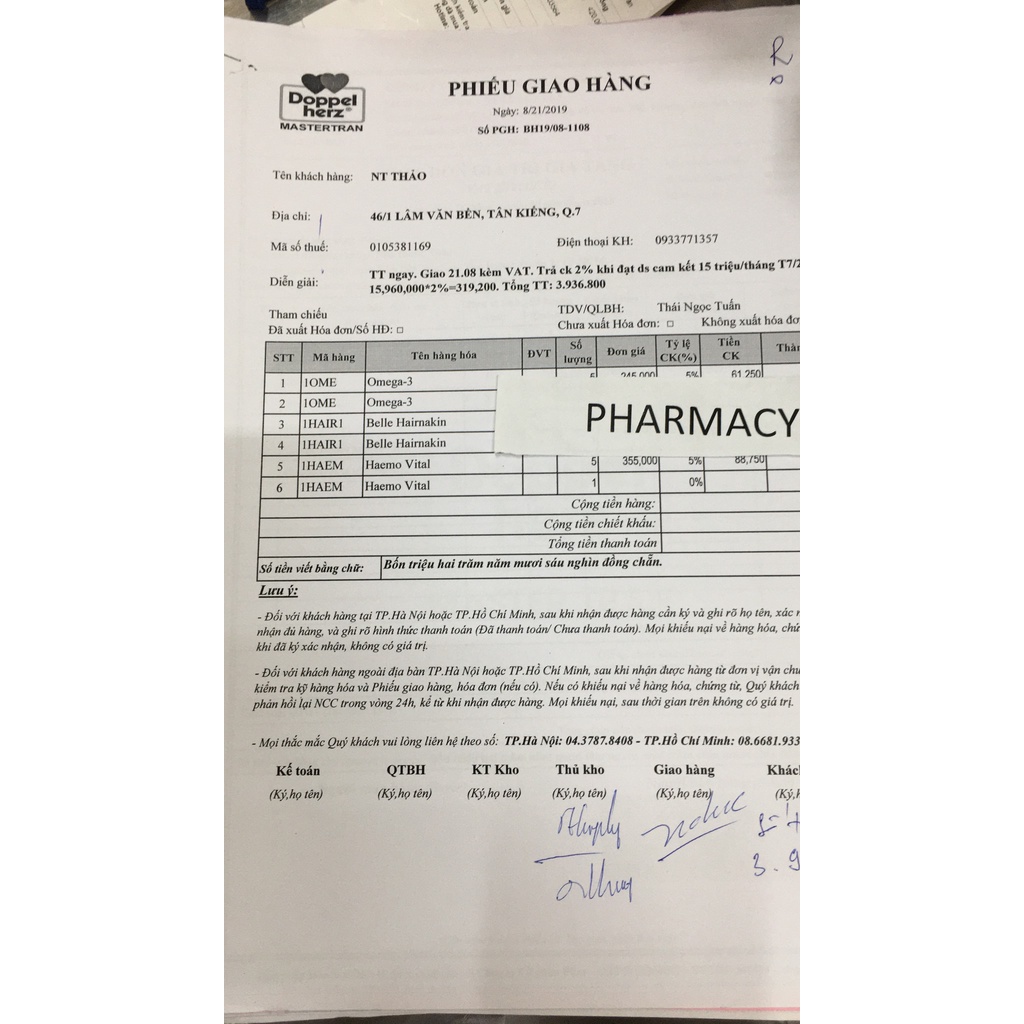 Doppel
herz®
MASTERTRAN
PHIẾU GIAO HÀNG
Ngày: 8/21/2019
Số PGH: BH19/08-1108
Tên khách hàng: NT THẢO
Địa chỉ: 46/1 LÂM VĂN BỀN, TÂN KIỂNG, Q.7
Mã số thuế: 0105381169 Điện thoại KH: 0933771357
Diễn giải: TT ngay. Giao 21.08 kèm VAT. Trả ck 2% khi đạt ds cam kết 15 triệu/tháng T7/2
15,960,000*2%=319,200. Tổng TT: 3.936.800
Tham chiếu TDV/QLBH: Thái Ngọc Tuấn
Đã xuất Hóa đơn/Số HĐ: □ Chưa xuất Hóa đơn: □ Không xuất hóa đơ
STT Mã hàng Tên hàng hóa ĐVT Số lượng Đơn giá Tỷ lệ CK(%) Tiền CK Thàn
1 1OME Omega-3 5 245,000 5% 61,250
2 1OME Omega-3
PHARMACY
3 1HAIR1 Belle Hairnakin
4 1HAIR1 Belle Hairnakin
5 1HAEM Haemo Vital 5 355,000 5% 88,750
6 1HAEM Haemo Vital 1 0%
Cộng tiền hàng:
Cộng tiền chiết khấu:
Tổng tiền thanh toán
Số tiền viết bằng chữ: Bốn triệu hai trăm năm mươi sáu nghìn đồng chẵn.
Lưu ý:
- Đối với khách hàng tại TP.Hà Nội hoặc TP.Hồ Chí Minh, sau khi nhận được hàng cần ký và ghi rõ họ tên, xác n
nhận đủ hàng, và ghi rõ hình thức thanh toán (Đã thanh toán/ Chưa thanh toán). Mọi khiếu nại về hàng hóa, chứ
khi đã ký xác nhận, không có giá trị.
- Đối với khách hàng ngoài địa bàn TP.Hà Nội hoặc TP.Hồ Chí Minh, sau khi nhận được hàng từ đơn vị vận chu
kiểm tra kỹ hàng hóa và Phiếu giao hàng, hóa đơn (nếu có). Nếu có khiếu nại về hàng hóa, chứng từ, Quý khách
phản hồi lại NCC trong vòng 24h, kể từ khi nhận được hàng. Mọi khiếu nại, sau thời gian trên không có giá trị.
- Mọi thắc mắc Quý khách vui lòng liên hệ theo số: TP.Hà Nội: 04.3787.8408 - TP.Hồ Chí Minh: 08.6681.933
Kế toán QTBH KT Kho Thủ kho Giao hàng Khác
(Ký,họ tên) (Ký,họ tên) (Ký,họ tên) (Ký,họ tên) (Ký,họ tên) (Ký,h
3.9